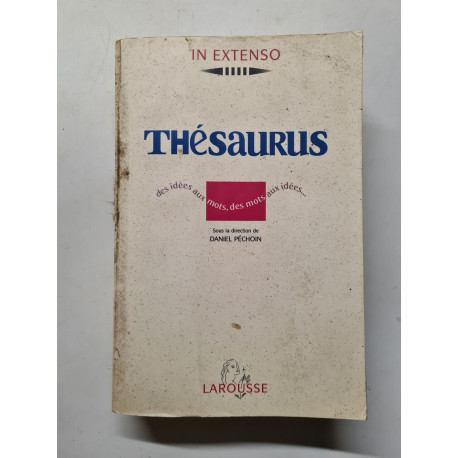 IN EXTENSO
THéSAURUS
des idées aux mots, des mots aux idées...
Sous la direction de
DANIEL PÉCHOIN
LAROUSSE